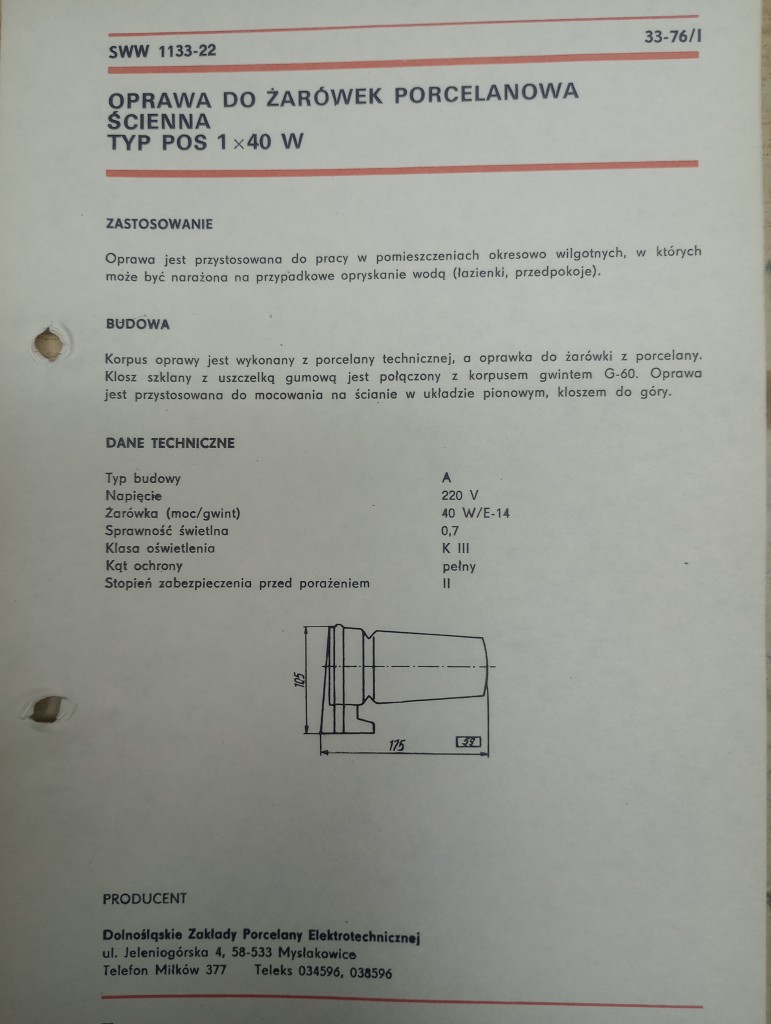 SWW 1133-22
33-76/I
OPRAWA DO ŻARÓWEK PORCELANOWA
ŚCIENNA
TYP POS 1 × 40 W
ZASTOSOWANIE
Oprawa jest przystosowana do pracy w pomieszczeniach okresowo wilgotnych, w których
może być narażona na przypadkowe opryskanie wodą (łazienki, przedpokoje).
BUDOWA
Korpus oprawy jest wykonany z porcelany technicznej, a oprawka do żarówki z porcelany.
Klosz szklany z uszczelką gumową jest połączony z korpusem gwintem G-60. Oprawa
jest przystosowana do mocowania na ścianie w układzie pionowym, kloszem do góry.
DANE TECHNICZNE
Typ budowy A
Napięcie 220 V
Żarówka (moc/gwint) 40 W/E-14
Sprawność świetlna 0,7
Klasa oświetlenia K III
Kąt ochrony pełny
Stopień zabezpieczenia przed porażeniem II
105
175
39
PRODUCENT
Dolnośląskie Zakłady Porcelany Elektrotechnicznej
ul. Jeleniogórska 4, 58-533 Mysłakowice
Telefon Miłków 377 Teleks 034596, 038596